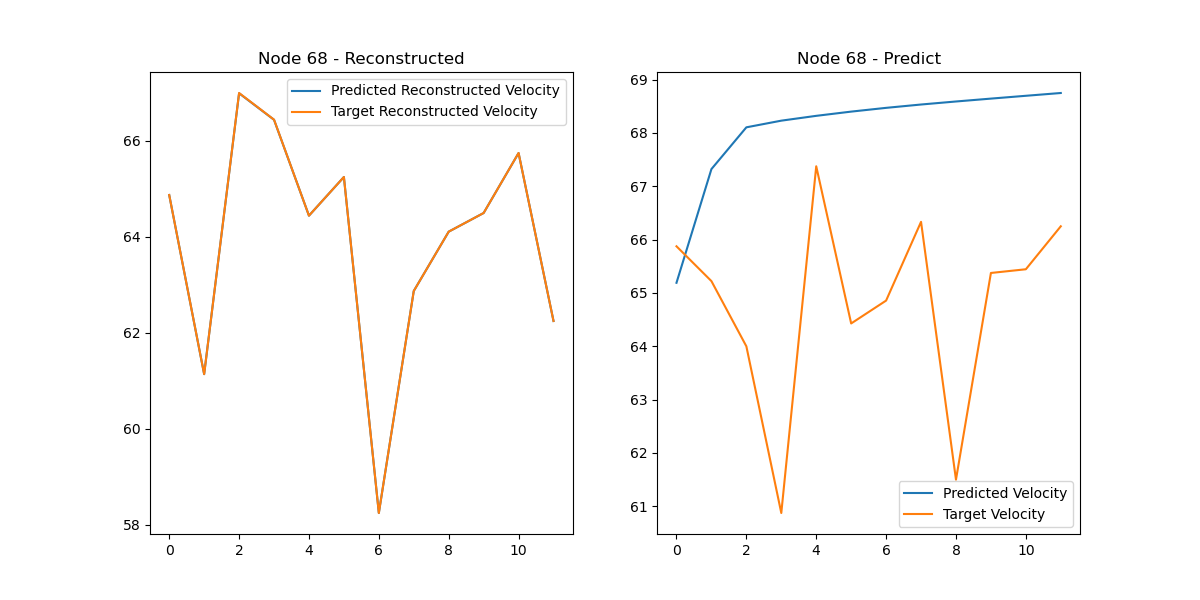 Node 68 - Reconstructed
Predicted Reconstructed Velocity
Target Reconstructed Velocity
66
64
62
60
58
0 2 4 6 8 10
Node 68 - Predict
69
68
67
66
65
64
63
62
61
Predicted Velocity
Target Velocity
0 2 4 6 8 10